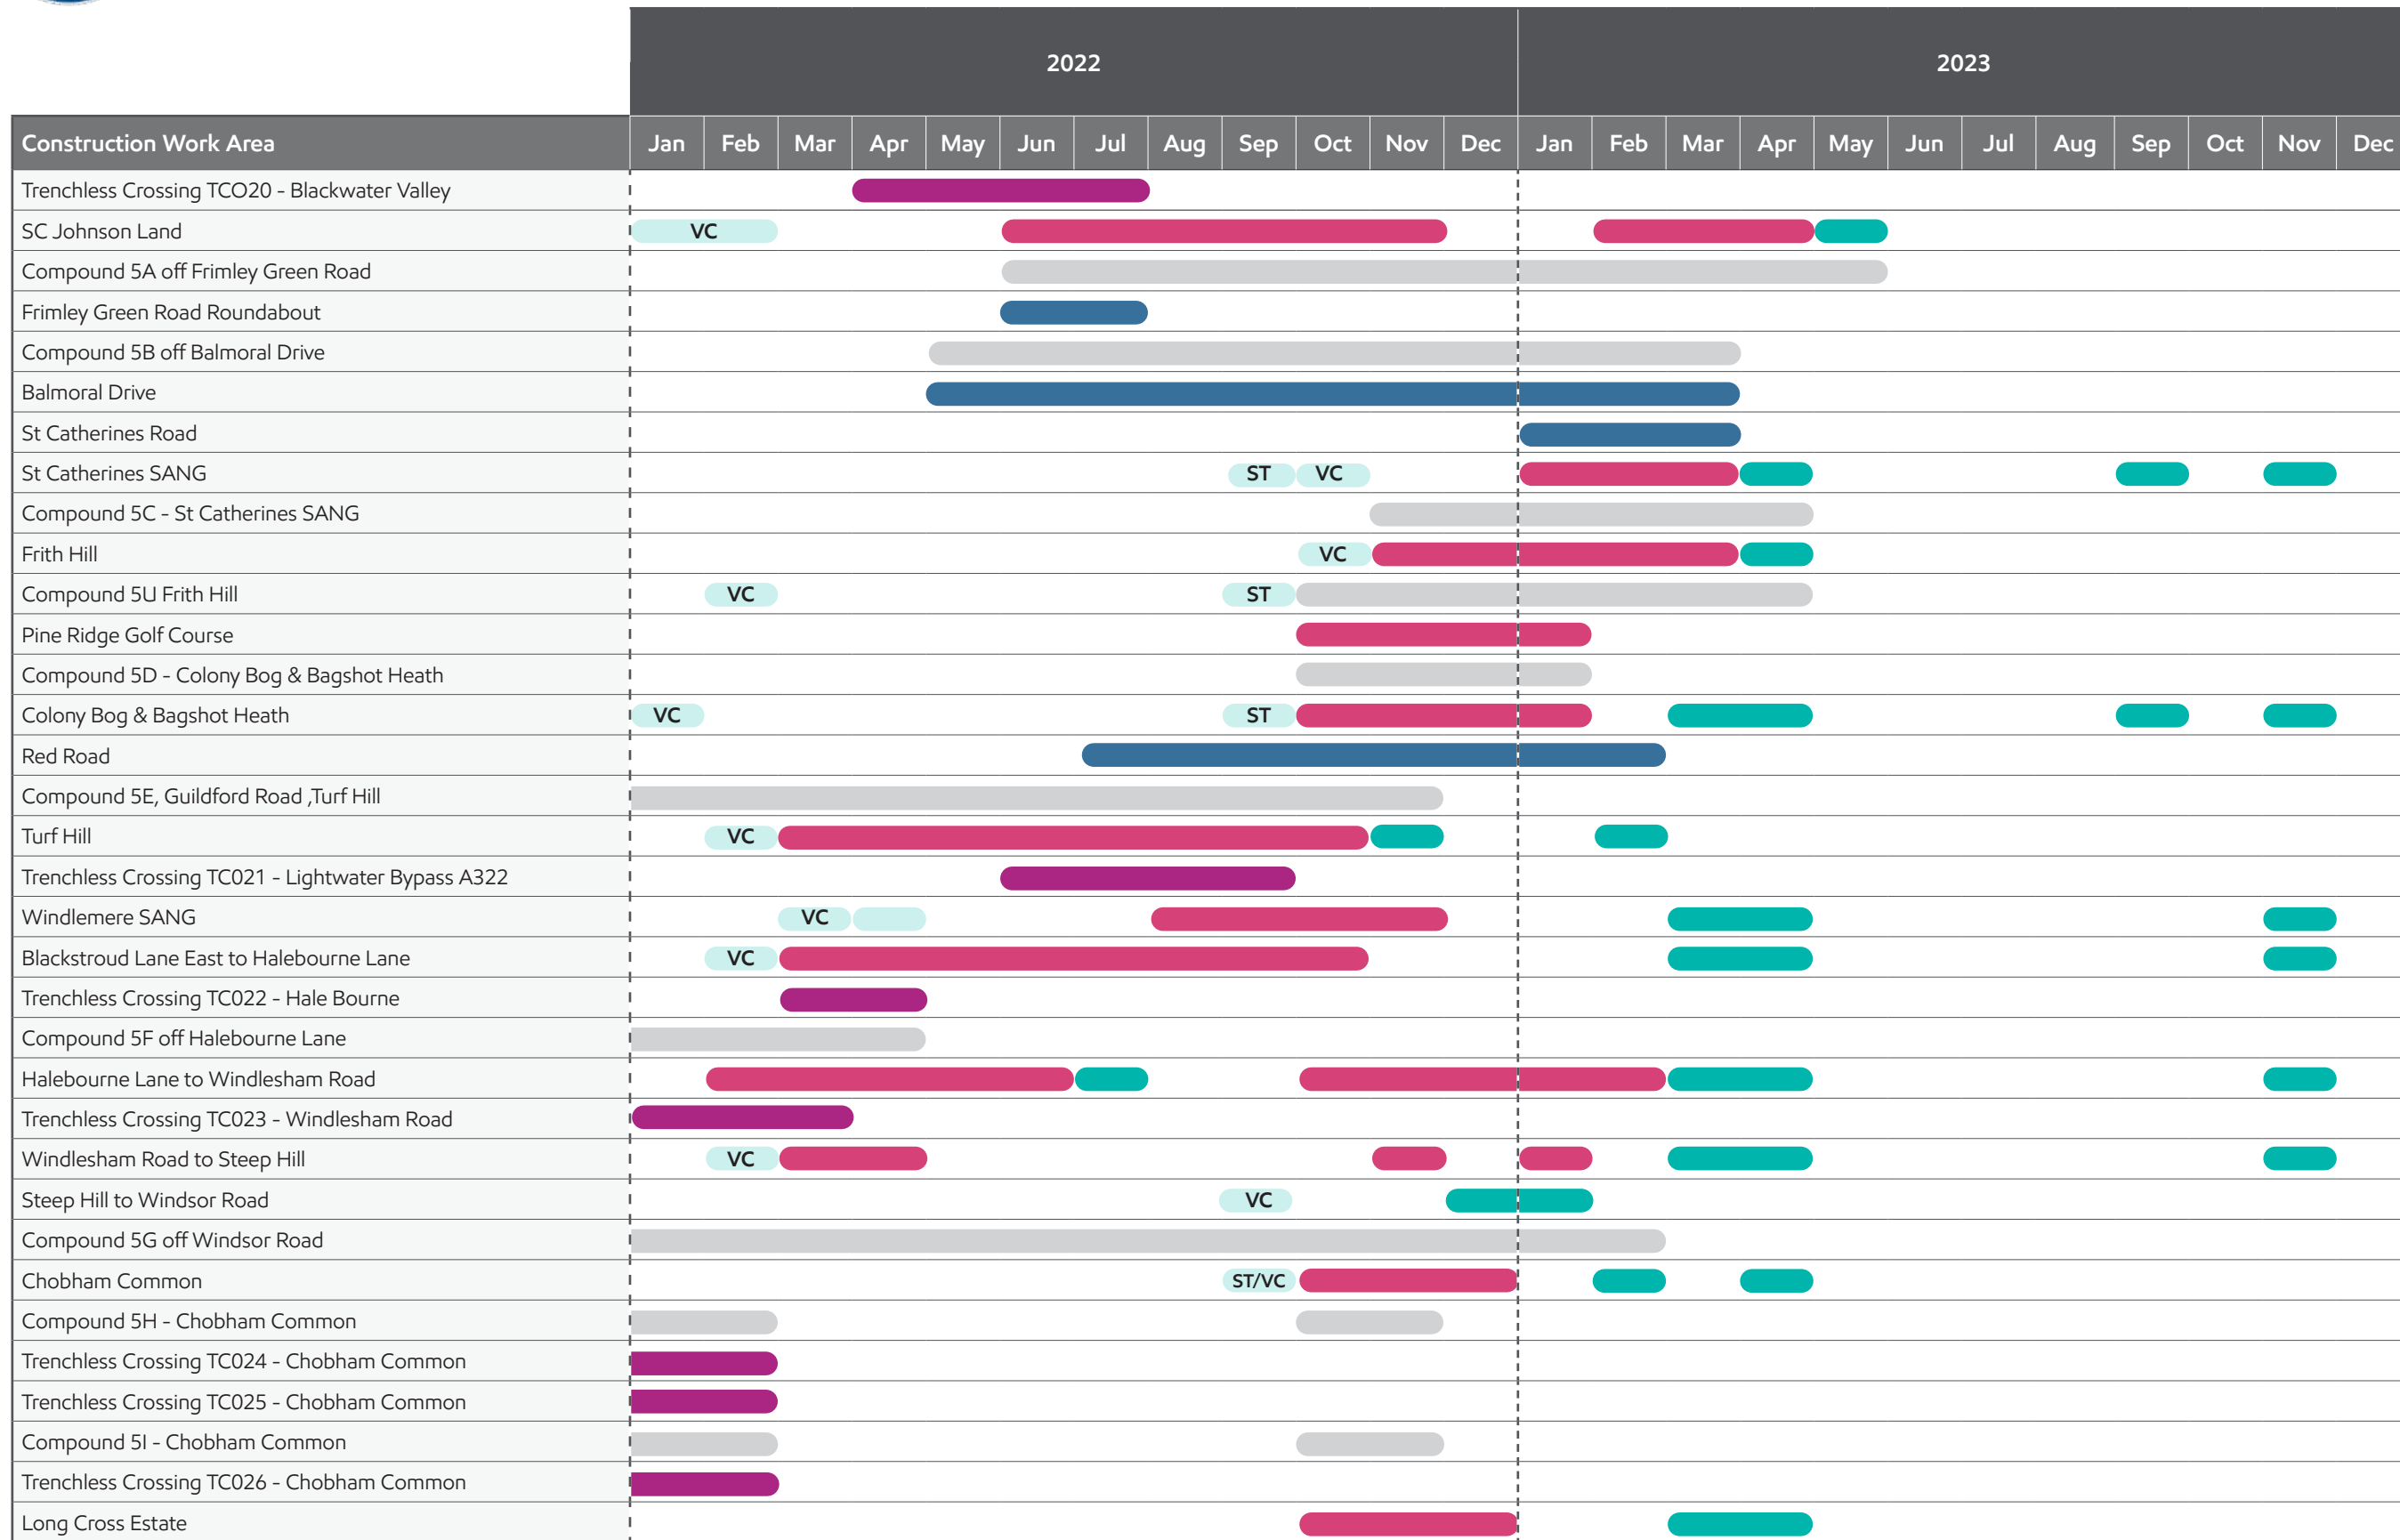 2022 2023
Construction Work Area Jan Feb Mar Apr May Jun Jul Aug Sep Oct Nov Dec Jan Feb Mar Apr May Jun Jul Aug Sep Oct Nov Dec
Trenchless Crossing TCO20 - Blackwater Valley
SC Johnson Land VC
Compound 5A off Frimley Green Road
Frimley Green Road Roundabout
Compound 5B off Balmoral Drive
Balmoral Drive
St Catherines Road
St Catherines SANG ST VC
Compound 5C - St Catherines SANG
Frith Hill VC
Compound 5U Frith Hill VC ST
Pine Ridge Golf Course
Compound 5D - Colony Bog & Bagshot Heath
Colony Bog & Bagshot Heath VC ST
Red Road
Compound 5E, Guildford Road ,Turf Hill
Turf Hill VC
Trenchless Crossing TC021 - Lightwater Bypass A322
Windlemere SANG VC
Blackstroud Lane East to Halebourne Lane VC
Trenchless Crossing TC022 - Hale Bourne
Compound 5F off Halebourne Lane
Halebourne Lane to Windlesham Road
Trenchless Crossing TC023 - Windlesham Road
Windlesham Road to Steep Hill VC
Steep Hill to Windsor Road VC
Compound 5G off Windsor Road
Chobham Common ST/VC
Compound 5H - Chobham Common
Trenchless Crossing TC024 - Chobham Common
Trenchless Crossing TC025 - Chobham Common
Compound 5I - Chobham Common
Trenchless Crossing TC026 - Chobham Common
Long Cross Estate